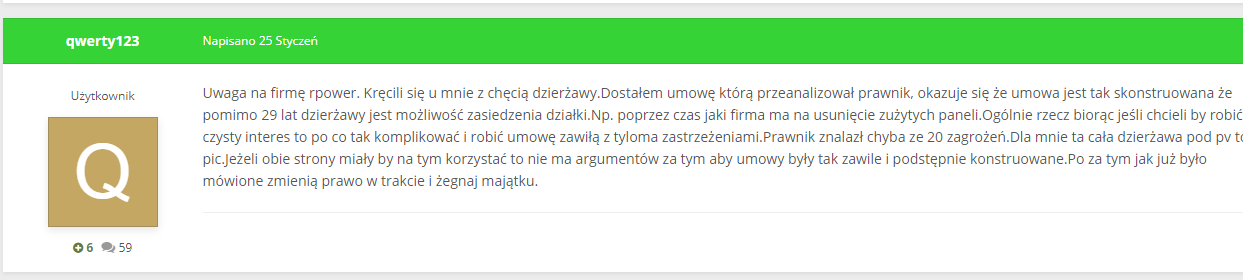 qwerty123
Napisano 25 Styczeń
Użytkownik
Uwaga na firmę rpower. Kręcili się u mnie z chęcią dzierżawy.Dostałem umowę którą przeanalizował prawnik, okazuje się że umowa jest tak skonstruowana że
pomimo 29 lat dzierżawy jest możliwość zasiedzenia działki.Np. poprzez czas jaki firma ma na usunięcie zużytych paneli.Ogólnie rzecz biorąc jeśli chcieli by robić
czysty interes to po co tak komplikować i robić umowę zawiłą z tyloma zastrzeżeniami.Prawnik znalazł chyba ze 20 zagrożeń.Dla mnie ta cała dzierżawa pod pv to
pic.Jeżeli obie strony miały by na tym korzystać to nie ma argumentów za tym aby umowy były tak zawile i podstępnie konstruowane.Po za tym jak już było
mówione zmienią prawo w trakcie i żegnaj majątku.
Q
6 59